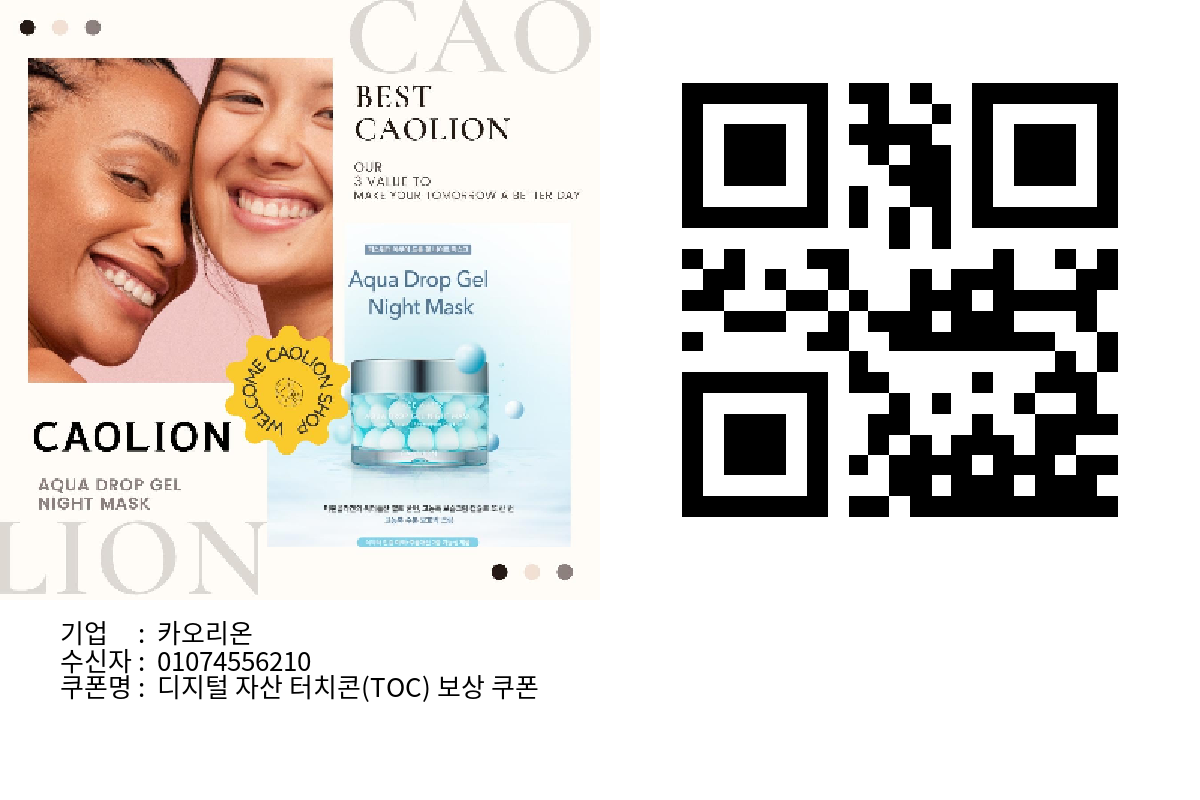 CAO
BEST
CAOLION
OUR
3 VALUE TO
MAKE YOUR TOMORROW A BETTER DAY
Aqua Drop Gel
Night Mask
WELCOME CAOLION SHOP
CAOLION
AQUA DROP GEL
NIGHT MASK
LION
기업 : 카오리온
수신자 : 01074556210
쿠폰명 : 디지털 자산 터치콘(TOC) 보상 쿠폰